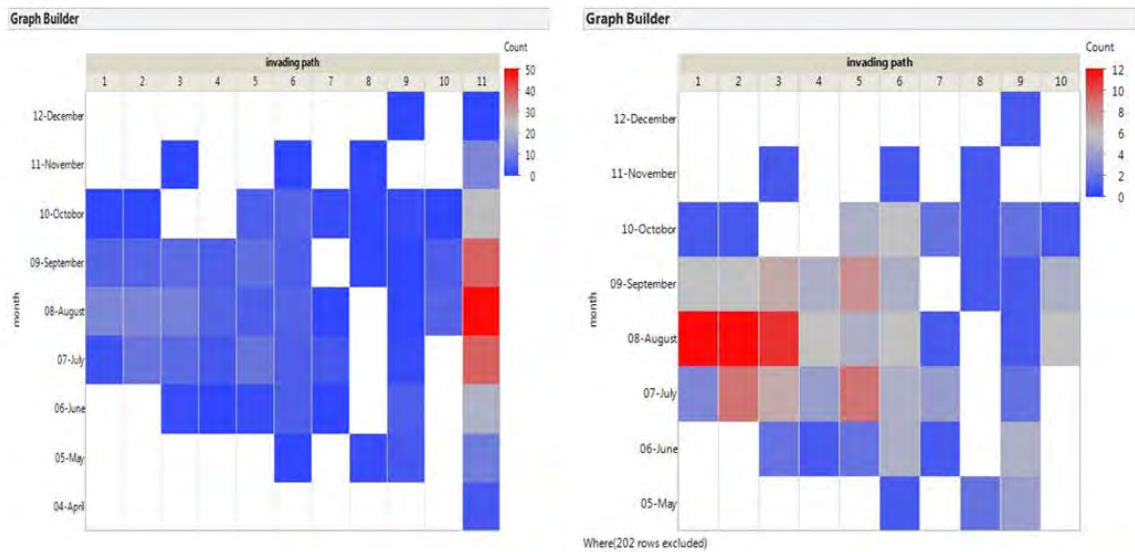 Graph Builder
Count
invading path
1 2 3 4 5 6 7 8 9 10 11
50
40
30
20
10
0
12-December
11-November
10-Octobor
09-September
08-August
07-July
06-June
05-May
04-April
month
Graph Builder
Count
invading path
1 2 3 4 5 6 7 8 9 10
12
10
8
6
4
2
0
12-December
11-November
10-Octobor
09-September
08-August
07-July
06-June
05-May
month
Where(202 rows excluded)